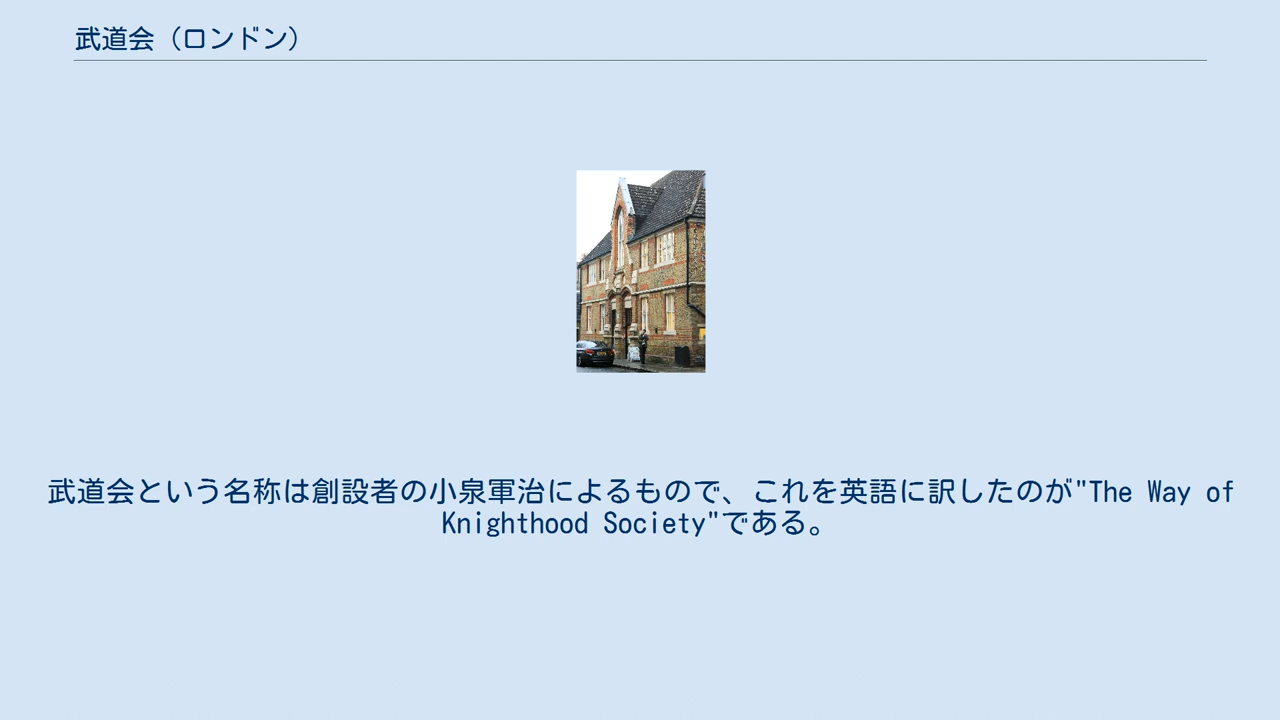 武道会（ロンドン）
武道会という名称は創設者の小泉軍治によるもので、これを英語に訳したのが"The Way of
Knighthood Society"である。